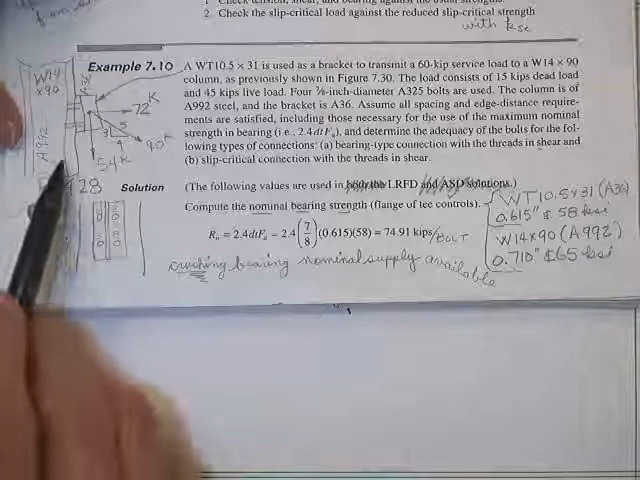 2. Check the slip-critical load against the reduced slip-critical strength
with ksc
Example 7.10 A WT10.5 × 31 is used as a bracket to transmit a 60-kip service load to a W14 × 90
column, as previously shown in Figure 7.30. The load consists of 15 kips dead load
and 45 kips live load. Four 7/8-inch-diameter A325 bolts are used. The column is of
A992 steel, and the bracket is A36. Assume all spacing and edge-distance require-
ments are satisfied, including those necessary for the use of the maximum nominal
strength in bearing (i.e., 2.4dtFu), and determine the adequacy of the bolts for the fol-
lowing types of connections: (a) bearing-type connection with the threads in shear and
(b) slip-critical connection with the threads in shear.
W14
x90
A36
A992
72K
5
3
4
90K
54K
428
Solution (The following values are used in both the LRFD and ASD solutions.)
Compute the nominal bearing strength (flange of tee controls).
Rn = 2.4dtFu = 2.4(7/8)(0.615)(58) = 74.91 kips/BOLT
crushing bearing nominal supply available
WT10.5x31 (A36)
0.615" & 58 ksi
W14x90 (A992)
0.710" & 65 ksi